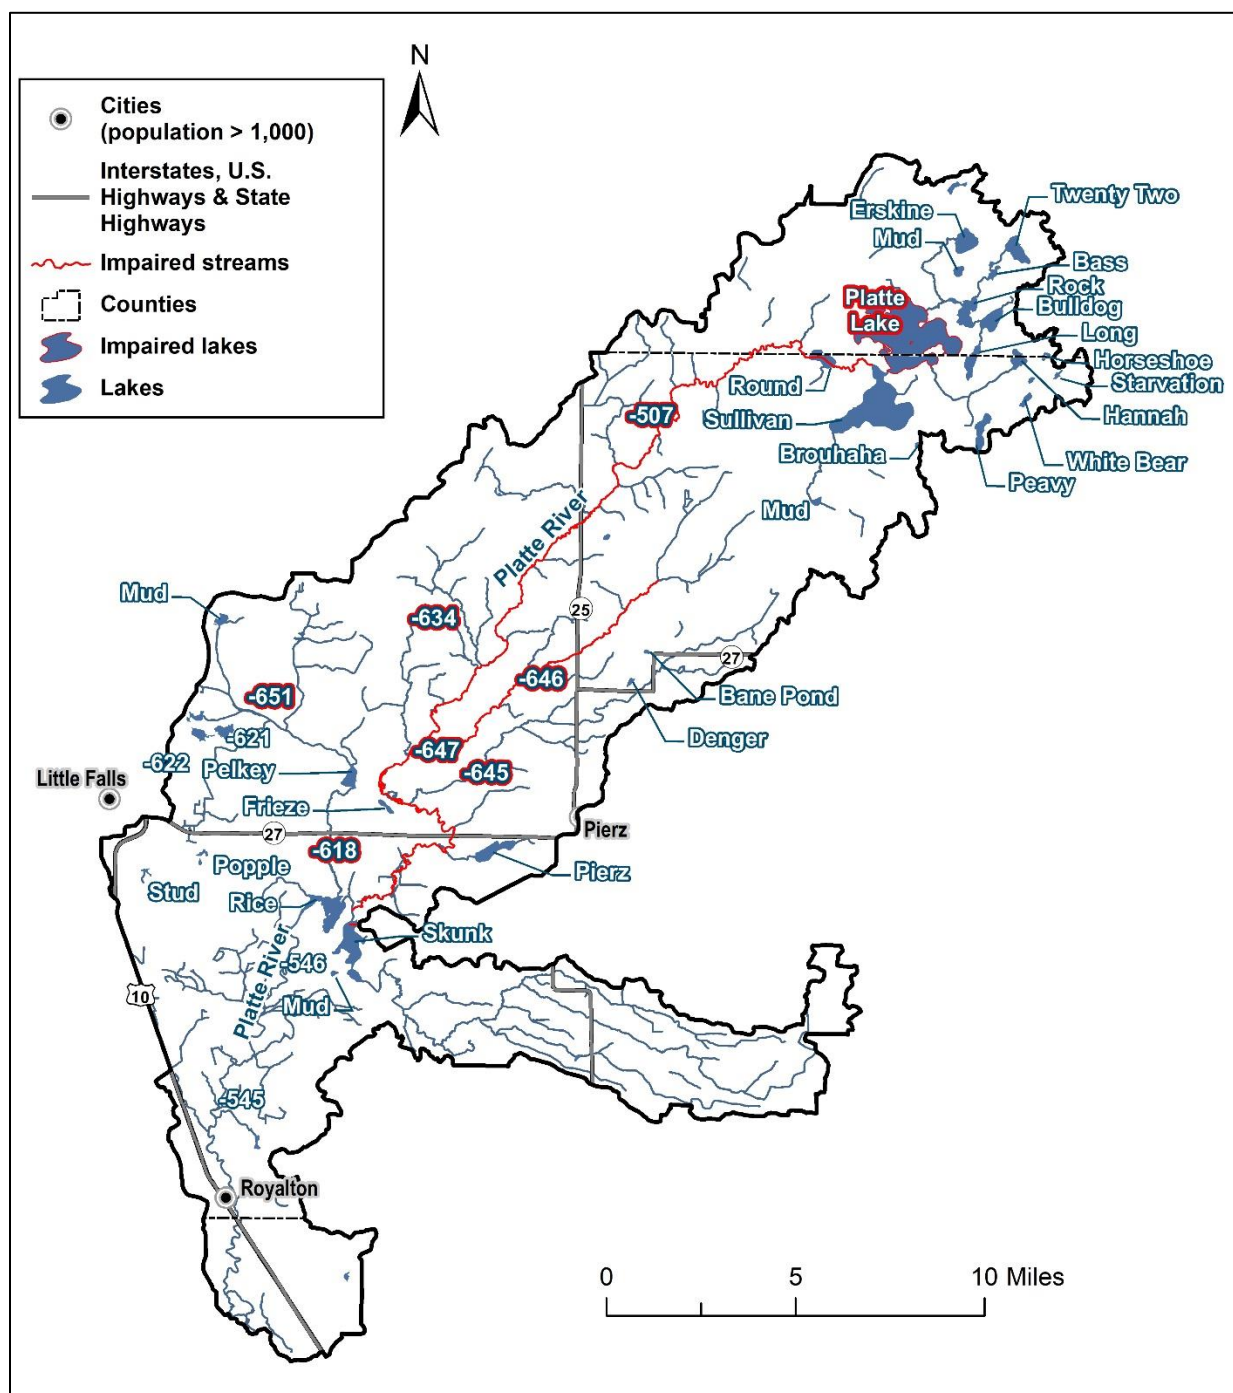 N
Cities
(population > 1,000)
Interstates, U.S.
Highways & State
Highways
Impaired streams
Counties
Impaired lakes
Lakes
Twenty Two
Erskine
Mud
Bass
Rock
Platte
Lake
Bulldog
Long
Horseshoe
Round
Starvation
-507
Sullivan
Hannah
Brouhaha
White Bear
Peavy
Mud
Platte River
Mud
-634
25
27
-646
-651
Bane Pond
-621
Denger
-647
-622
Pelkey
-645
Little Falls
Frieze
27
Pierz
-618
Popple
Pierz
Stud
Rice
Skunk
Platte River
-546
10
Mud
-545
Royalton
0 5 10 Miles